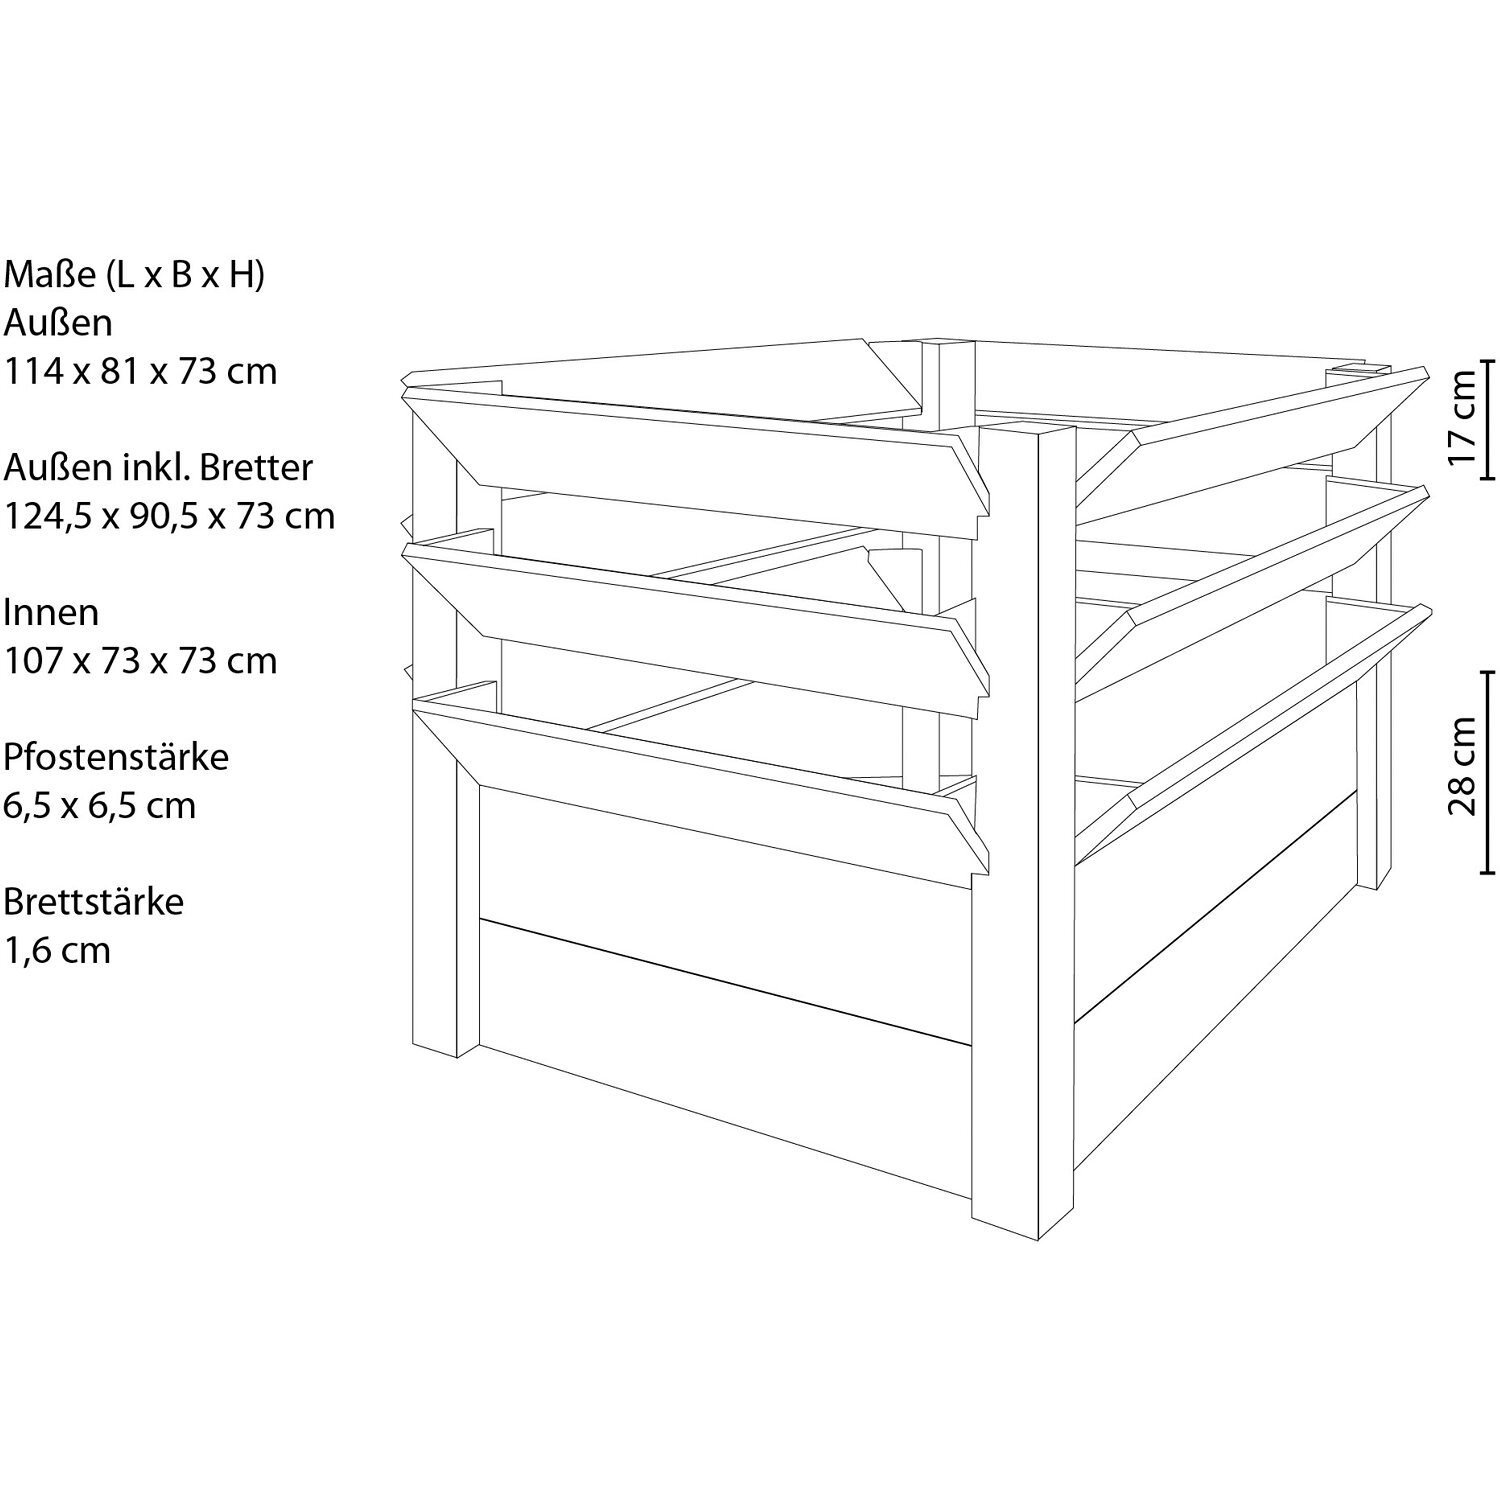 Maße (L x B x H)
Außen
114 x 81 x 73 cm
Außen inkl. Bretter
124,5 x 90,5 x 73 cm
Innen
107 x 73 x 73 cm
Pfostenstärke
6,5 x 6,5 cm
Brettstärke
1,6 cm
17 cm
28 cm